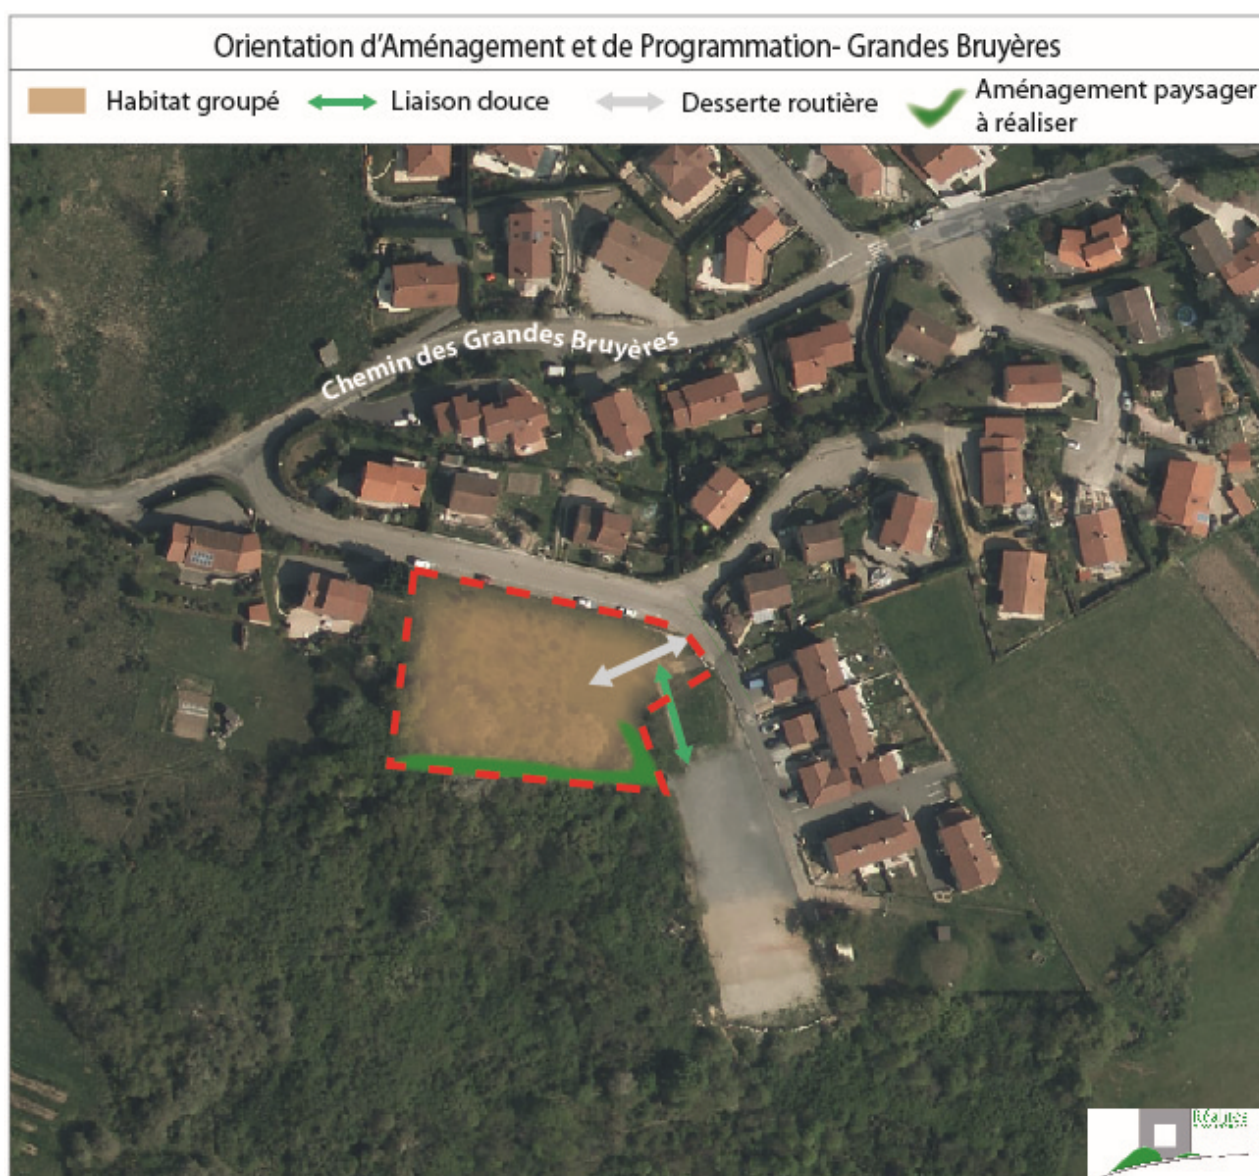 Orientation d'Aménagement et de Programmation- Grandes Bruyères
Habitat groupé
Liaison douce
Desserte routière
Aménagement paysager
à réaliser
Chemin des Grandes Bruyères
Réalités